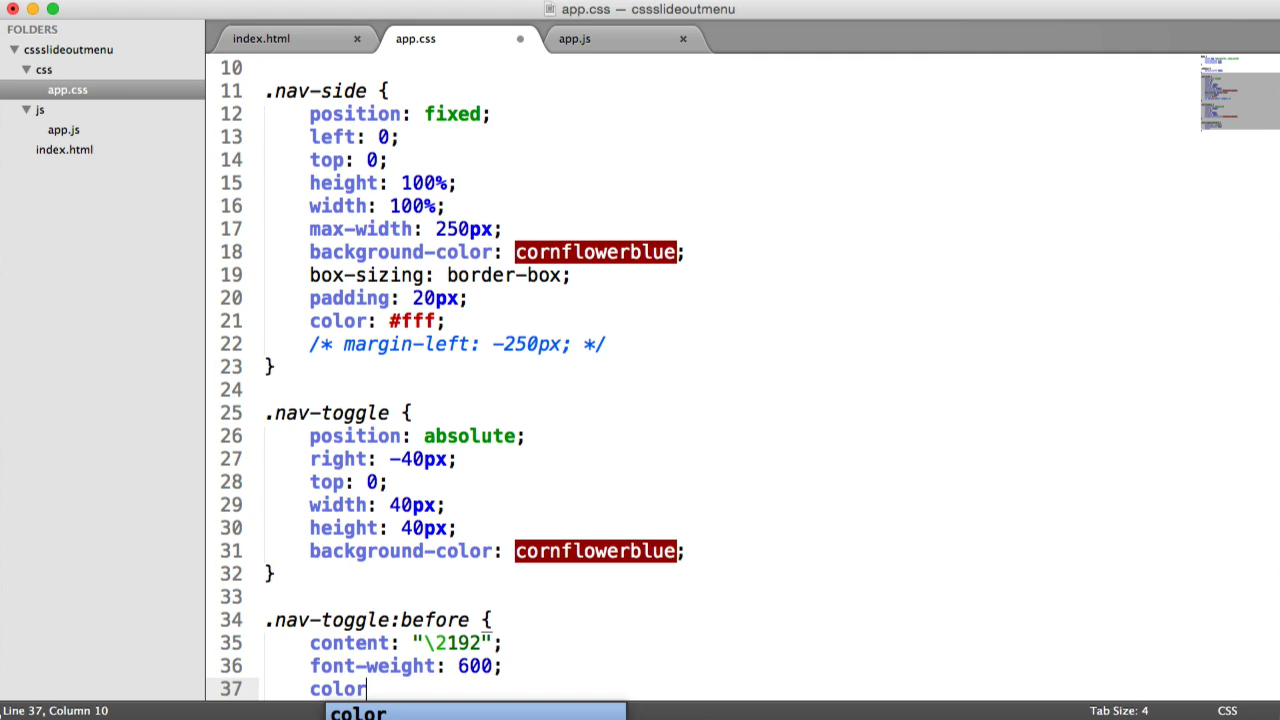 app.css — cssslideoutmenu
FOLDERS
cssslideoutmenu
css
app.css
js
app.js
index.html
index.html
app.css
app.js
10
11 .nav-side {
12 position: fixed;
13 left: 0;
14 top: 0;
15 height: 100%;
16 width: 100%;
17 max-width: 250px;
18 background-color: cornflowerblue;
19 box-sizing: border-box;
20 padding: 20px;
21 color: #fff;
22 /* margin-left: -250px; */
23 }
24
25 .nav-toggle {
26 position: absolute;
27 right: -40px;
28 top: 0;
29 width: 40px;
30 height: 40px;
31 background-color: cornflowerblue;
32 }
33
34 .nav-toggle:before {
35 content: "\2192";
36 font-weight: 600;
37 color
color
Line 37, Column 10
Tab Size: 4
CSS